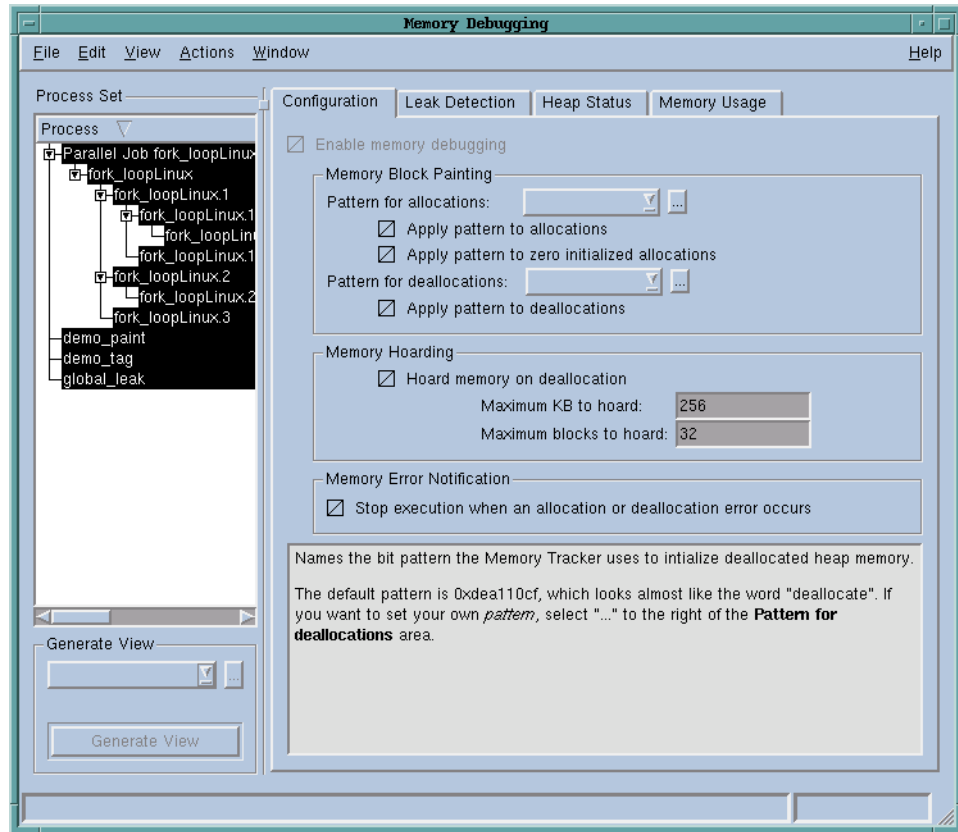 Memory Debugging
File Edit View Actions Window Help
Process Set
Process
Parallel Job fork_loopLinux
fork_loopLinux
fork_loopLinux.1
fork_loopLinux.1
fork_loopLin
fork_loopLinux.1
fork_loopLinux.2
fork_loopLinux.2
fork_loopLinux.3
demo_paint
demo_tag
global_leak
Generate View
...
Generate View
Configuration Leak Detection Heap Status Memory Usage
Enable memory debugging
Memory Block Painting
Pattern for allocations: ...
Apply pattern to allocations
Apply pattern to zero initialized allocations
Pattern for deallocations: ...
Apply pattern to deallocations
Memory Hoarding
Hoard memory on deallocation
Maximum KB to hoard: 256
Maximum blocks to hoard: 32
Memory Error Notification
Stop execution when an allocation or deallocation error occurs
Names the bit pattern the Memory Tracker uses to intialize deallocated heap memory.
The default pattern is 0xdea110cf, which looks almost like the word "deallocate". If
you want to set your own pattern, select "..." to the right of the Pattern for
deallocations area.